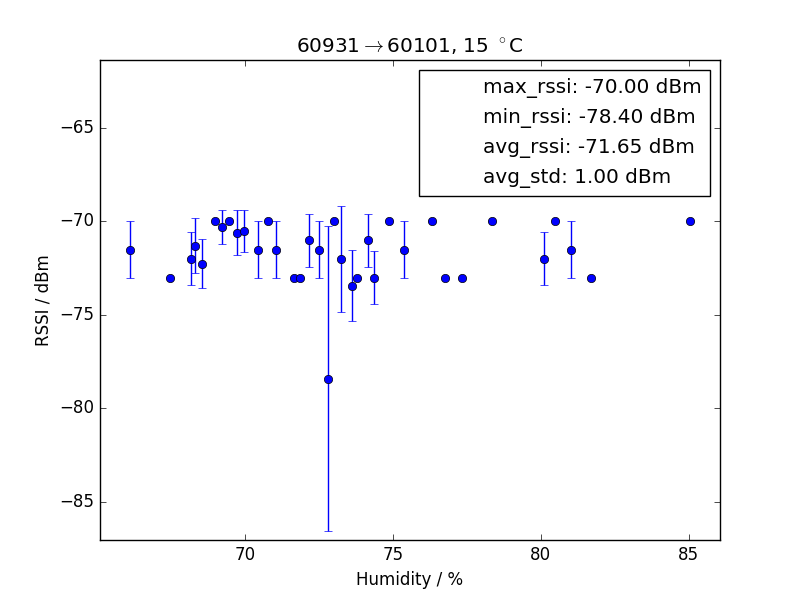 60931→60101, 15 °C
max_rssi: -70.00 dBm
min_rssi: -78.40 dBm
avg_rssi: -71.65 dBm
avg_std: 1.00 dBm
−65
−70
−75
−80
−85
RSSI / dBm
70 75 80 85
Humidity / %